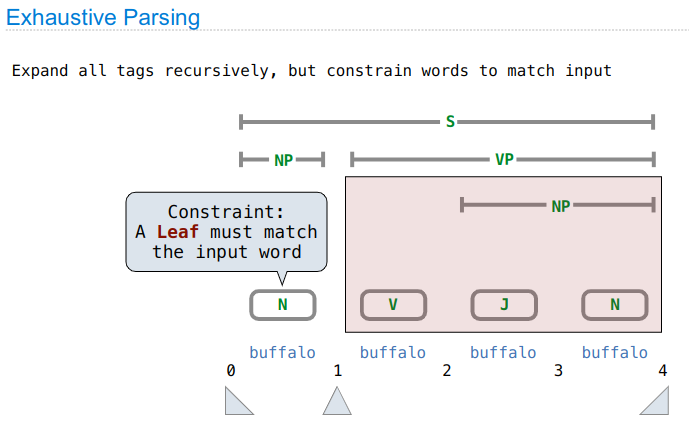 Exhaustive Parsing
Expand all tags recursively, but constrain words to match input
S
NP VP
NP
Constraint:
A Leaf must match
the input word
N V J N
buffalo buffalo buffalo buffalo
0 1 2 3 4